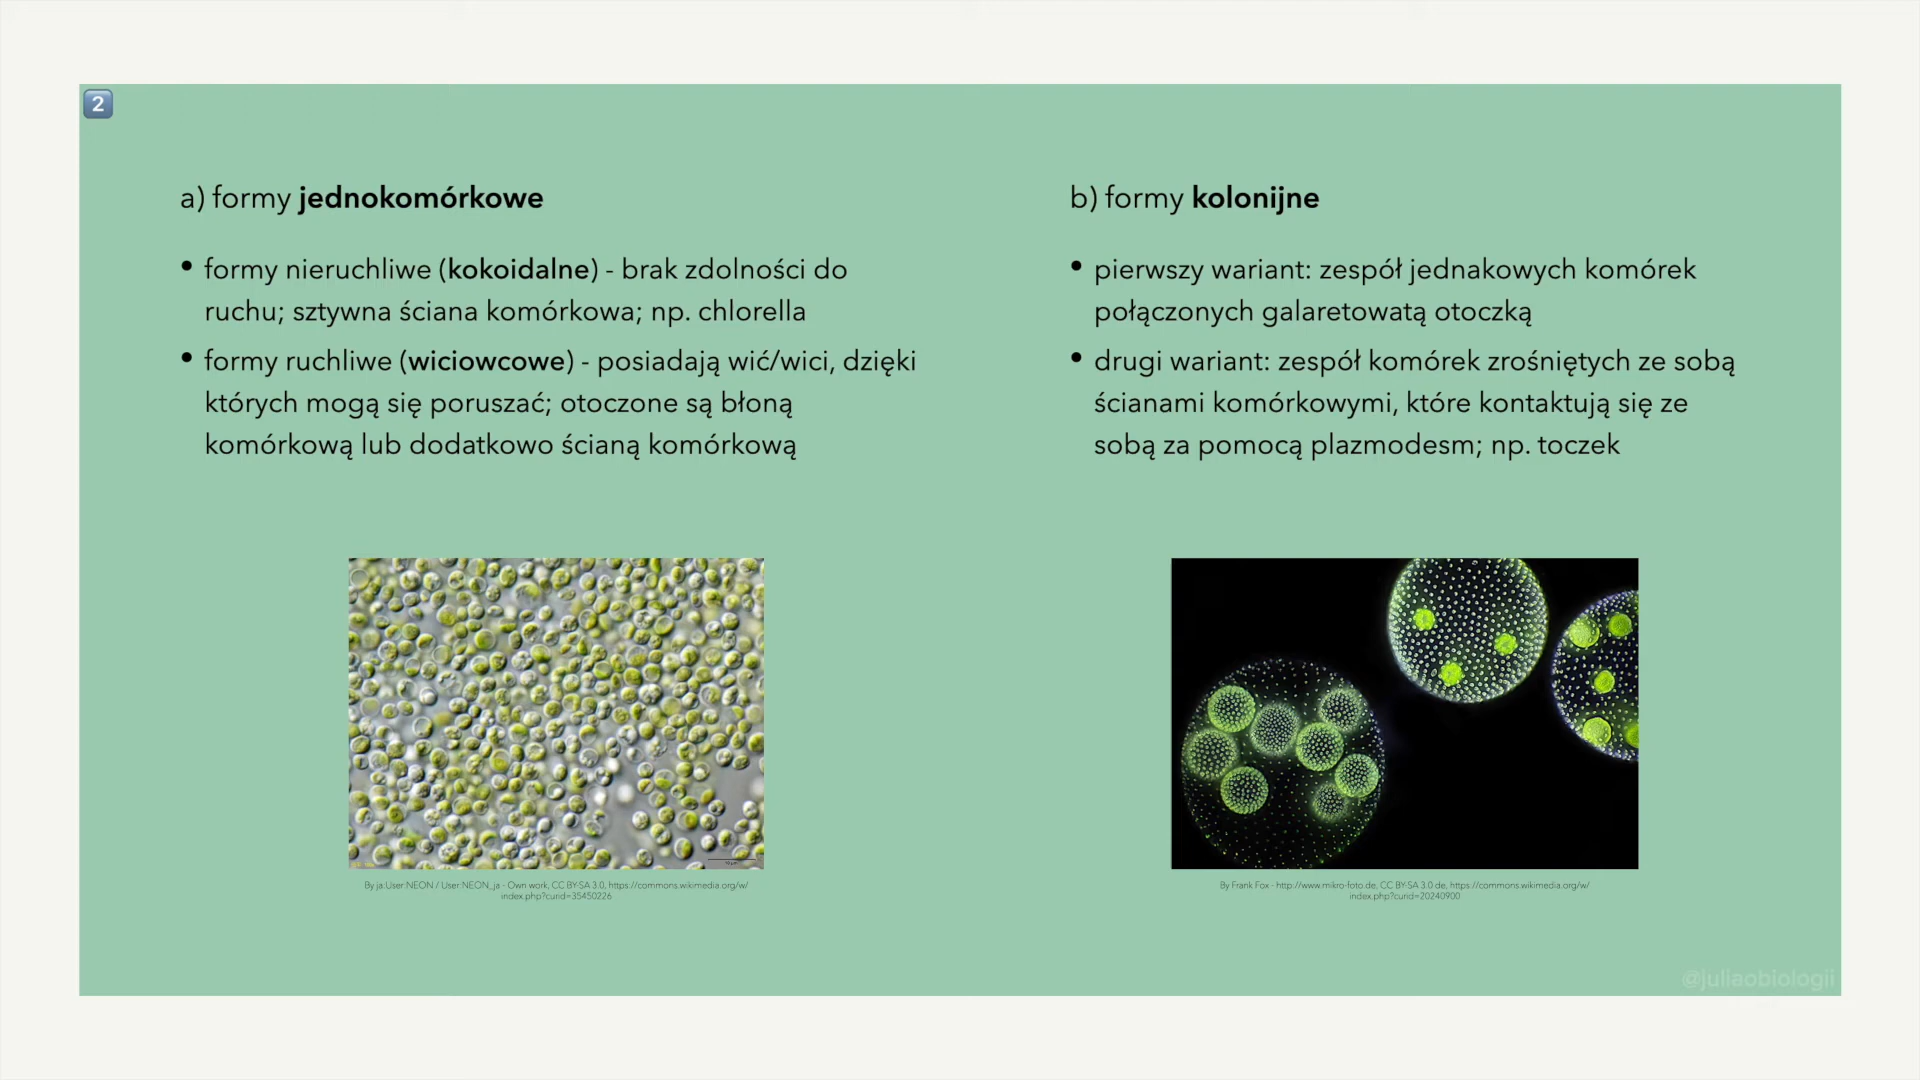 2
a) formy jednokomórkowe
• formy nieruchliwe (kokoidalne) - brak zdolności do
ruchu; sztywna ściana komórkowa; np. chlorella
• formy ruchliwe (wiciowcowe) - posiadają wić/wici, dzięki
których mogą się poruszać; otoczone są błoną
komórkową lub dodatkowo ścianą komórkową
By ja:User:NEON / User:NEON_ja - Own work, CC BY-SA 3.0, https://commons.wikimedia.org/w/
index.php?curid=35450226
b) formy kolonijne
• pierwszy wariant: zespół jednakowych komórek
połączonych galaretowatą otoczką
• drugi wariant: zespół komórek zrośniętych ze sobą
ścianami komórkowymi, które kontaktują się ze
sobą za pomocą plazmodesm; np. toczek
By Frank Fox - http://www.mikro-foto.de, CC BY-SA 3.0 de, https://commons.wikimedia.org/w/
index.php?curid=20240900
@juliaobiologii